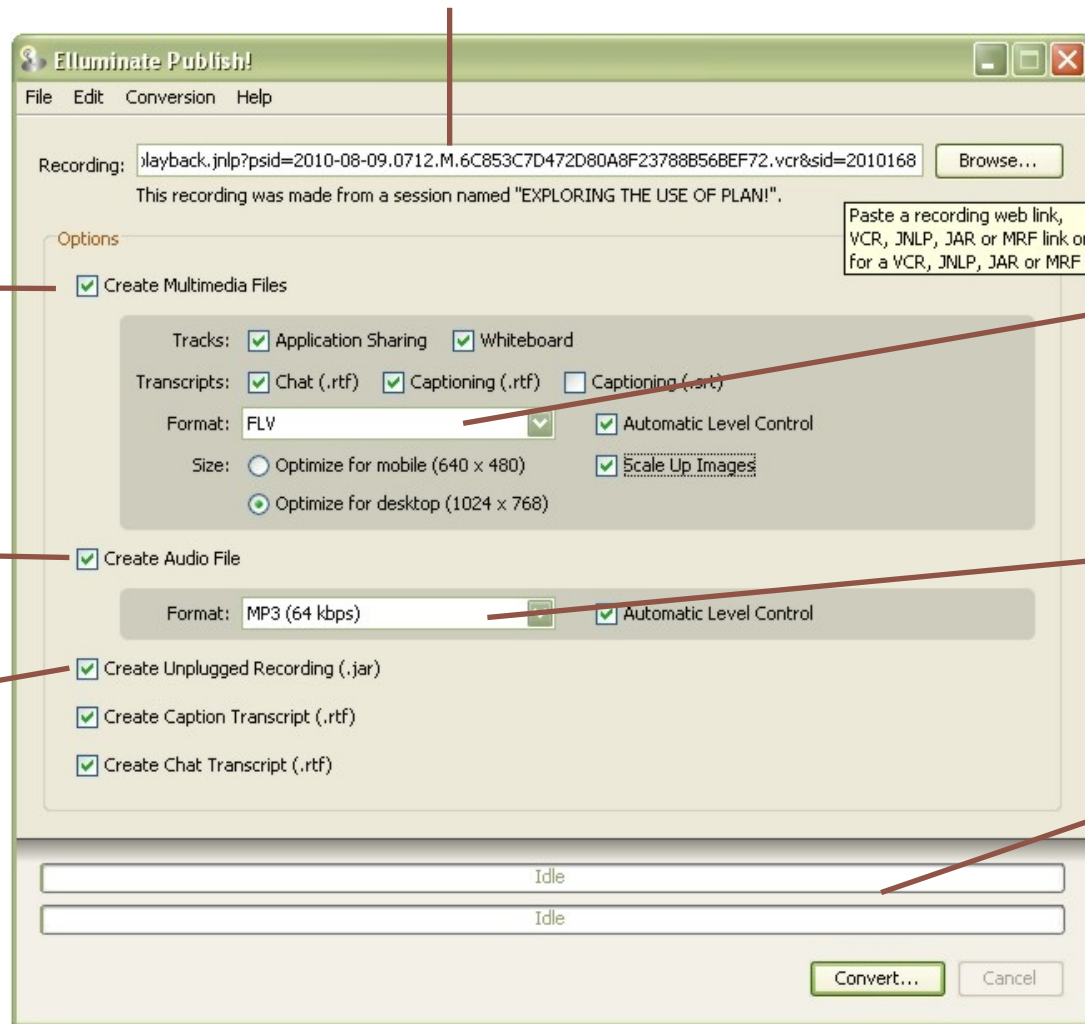 Elluminate Publish!
File Edit Conversion Help
Recording: playback.jnlp?psid=2010-08-09.0712.M.6C853C7D472D80A8F23788B56BEF72.vcr&sid=2010168 Browse...
This recording was made from a session named "EXPLORING THE USE OF PLAN!".
Paste a recording web link,
VCR, JNLP, JAR or MRF link or
for a VCR, JNLP, JAR or MRF
Options
Create Multimedia Files
Tracks: Application Sharing Whiteboard
Transcripts: Chat (.rtf) Captioning (.rtf) Captioning (.srt)
Format: FLV Automatic Level Control
Size: Optimize for mobile (640 x 480) Scale Up Images
Optimize for desktop (1024 x 768)
Create Audio File
Format: MP3 (64 kbps) Automatic Level Control
Create Unplugged Recording (.jar)
Create Caption Transcript (.rtf)
Create Chat Transcript (.rtf)
Idle
Idle
Convert... Cancel